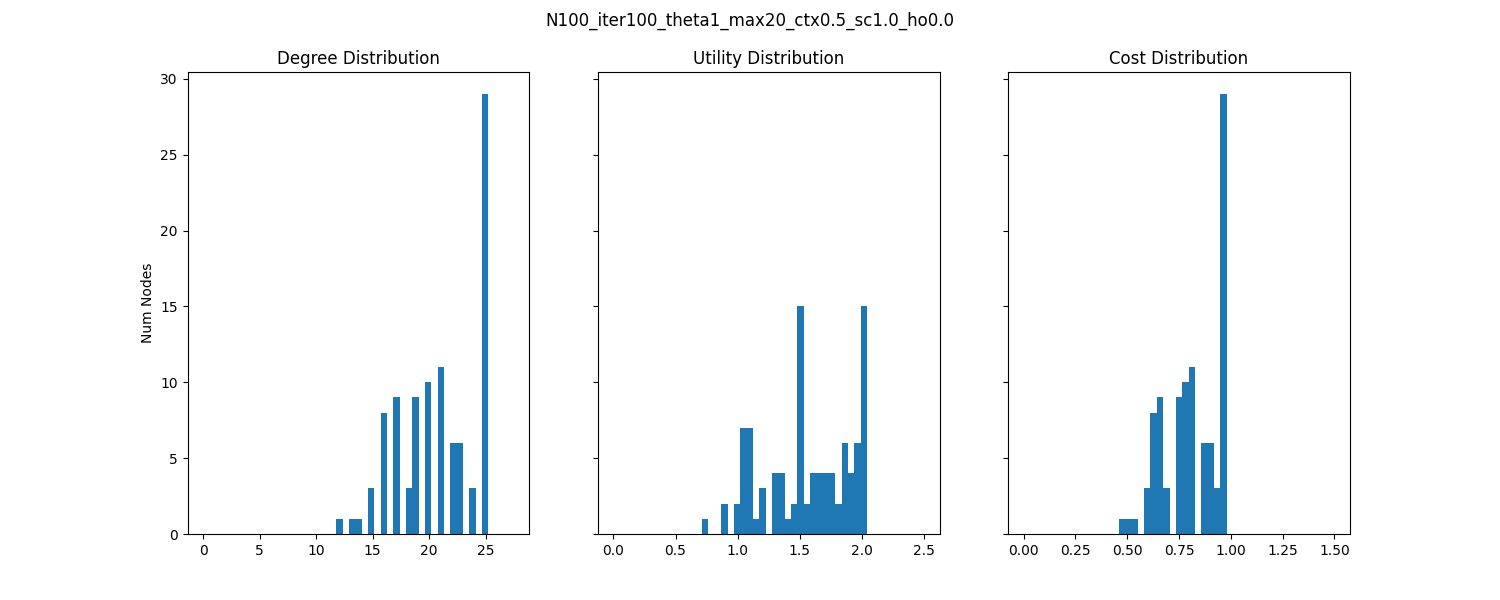 N100_iter100_theta1_max20_ctx0.5_sc1.0_ho0.0
Degree Distribution
Utility Distribution
Cost Distribution
Num Nodes
30
25
20
15
10
5
0
0 5 10 15 20 25
0.0 0.5 1.0 1.5 2.0 2.5
0.00 0.25 0.50 0.75 1.00 1.25 1.50